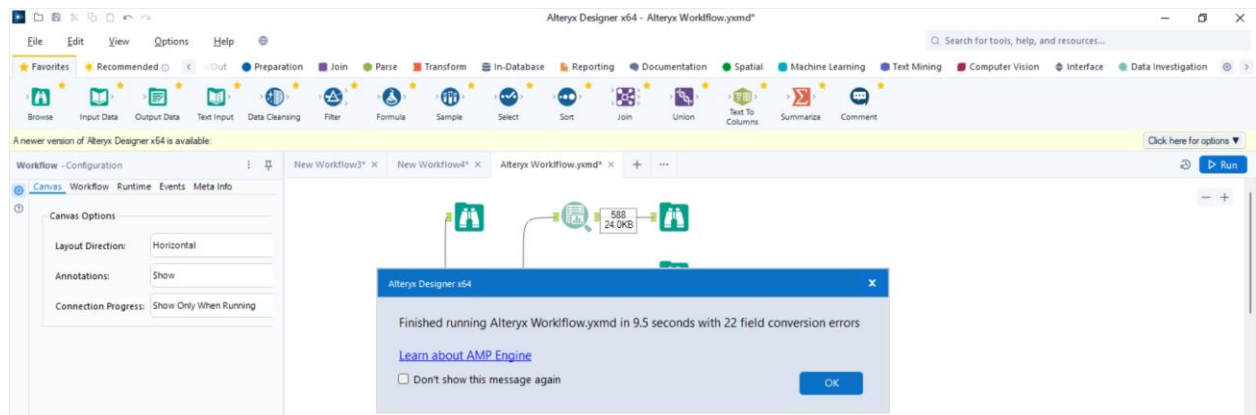 Alteryx Designer x64 - Alteryx Worklflow.yxmd*
File Edit View Options Help
Search for tools, help, and resources...
Favorites Recommended Preparation Join Parse Transform In-Database Reporting Documentation Spatial Machine Learning Text Mining Computer Vision Interface Data Investigation
Browse Input Data Output Data Text Input Data Cleansing Filter Formula Sample Select Sort Join Union Text To Columns Summarize Comment
A newer version of Alteryx Designer x64 is available:
Click here for options ▼
Workflow - Configuration
New Workflow3* × New Workflow4* × Alteryx Worklflow.yxmd* × + ···
Run
Canvas Workflow Runtime Events Meta Info
Canvas Options
Layout Direction: Horizontal
Annotations: Show
Connection Progress: Show Only When Running
588
24.0KB
Alteryx Designer x64 x
Finished running Alteryx Worklflow.yxmd in 9.5 seconds with 22 field conversion errors
Learn about AMP Engine
Don't show this message again
OK